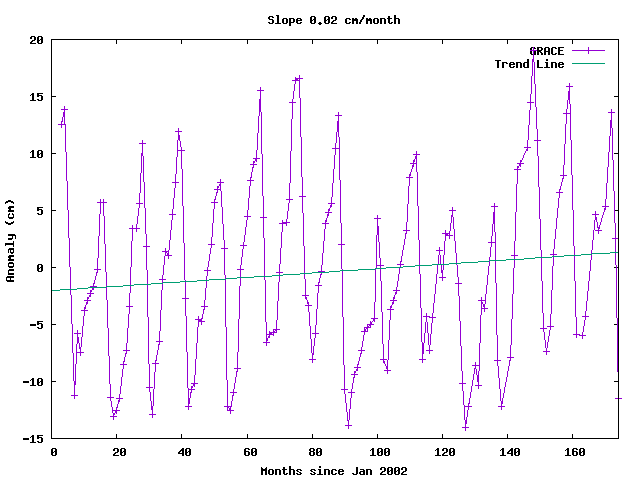 Slope 0.02 cm/month
GRACE
Trend Line
20
15
10
5
0
-5
-10
-15
Anomaly (cm)
0 20 40 60 80 100 120 140 160
Months since Jan 2002